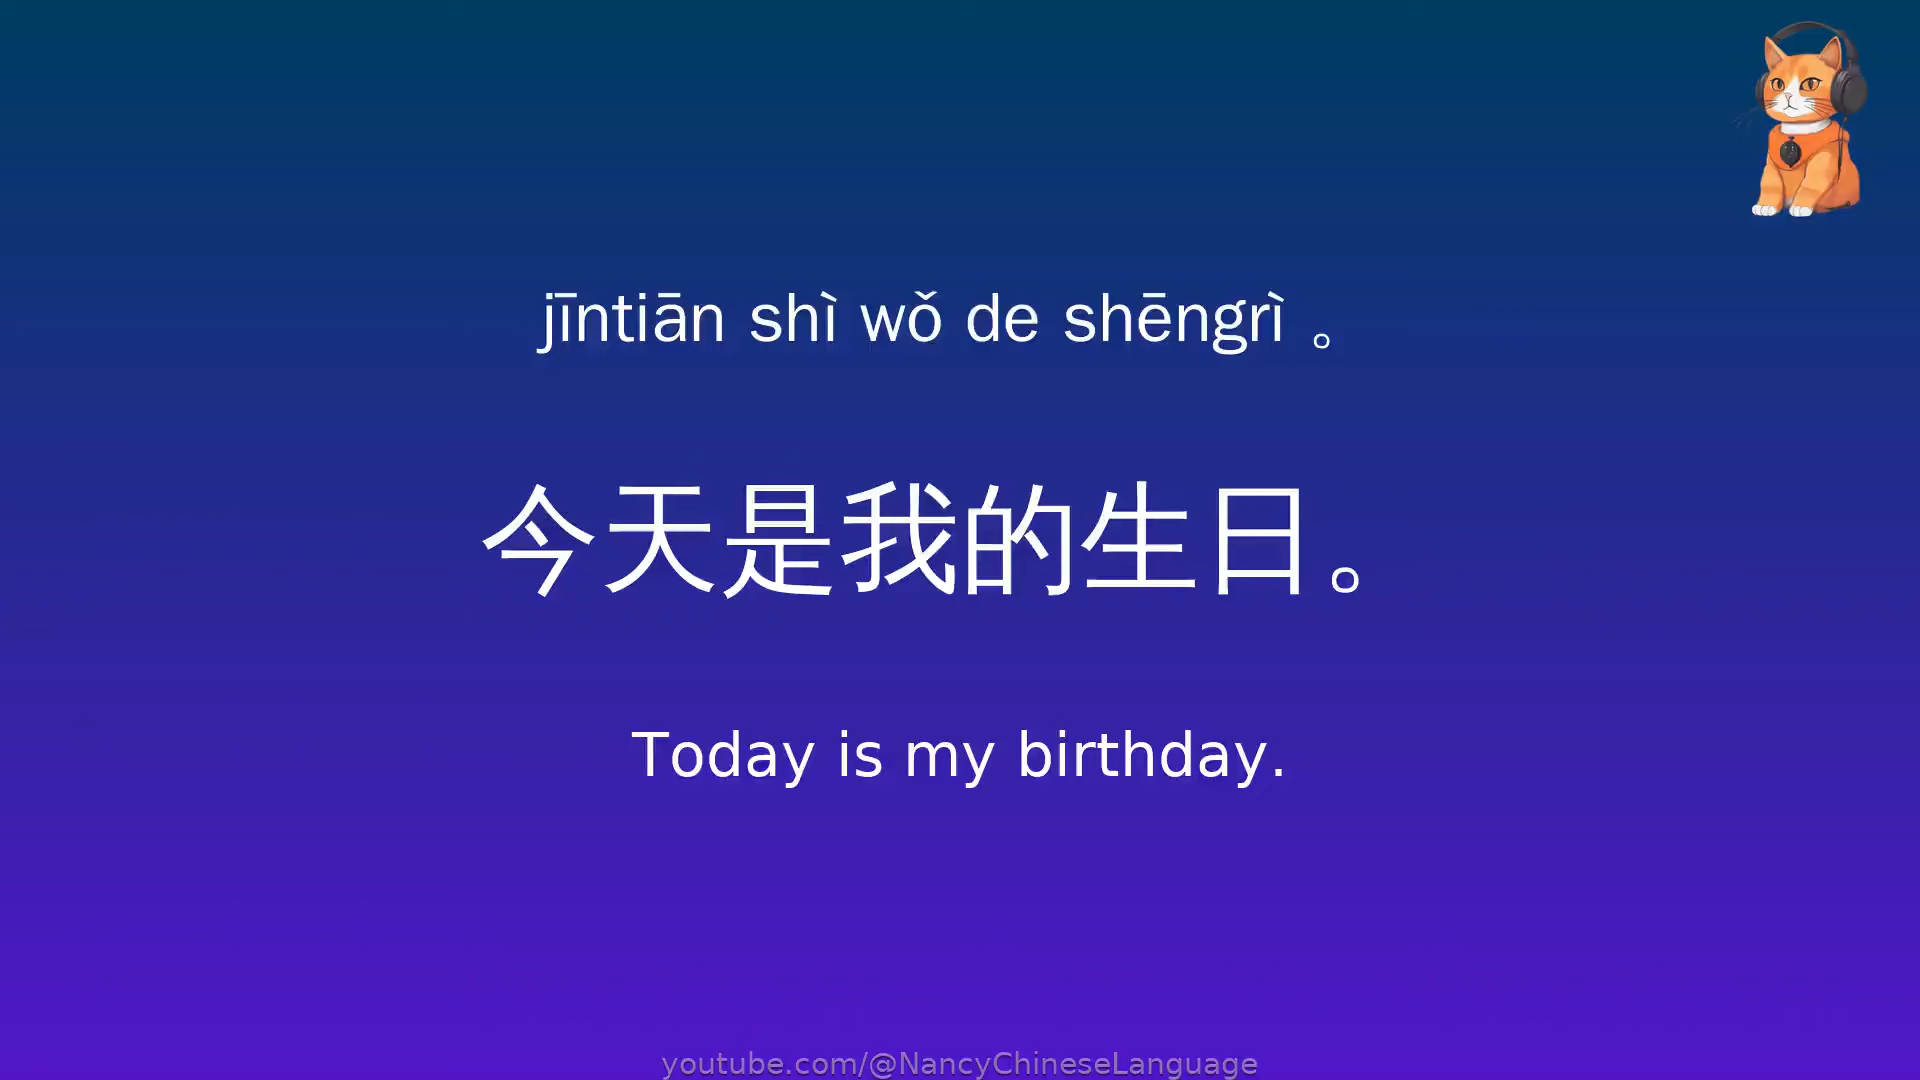 jīntiān shì wǒ de shēngrì 。
今天是我的生日。
Today is my birthday.
youtube.com/@NancyChineseLanguage